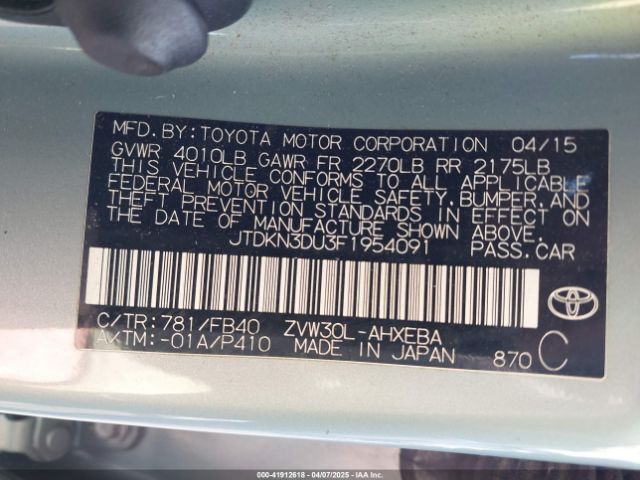 MFD.BY:TOYOTA MOTOR CORPORATION 04/15
GVWR 4010LB GAWR FR 2270LB RR 2175LB
THIS VEHICLE CONFORMS TO ALL APPLICABLE
FEDERAL MOTOR VEHICLE SAFETY,BUMPER,AND
THEFT PREVENTION STANDARDS IN EFFECT ON
THE DATE OF MANUFACTURE SHOWN ABOVE.
JTDKN3DU3F1954091 PASS.CAR
C/TR:781/FB40 ZVW30L-AHXEBA
A/TM:-01A/P410 MADE IN JAPAN 870 C
000-41912618 - 04/07/2025 - IAA Inc.